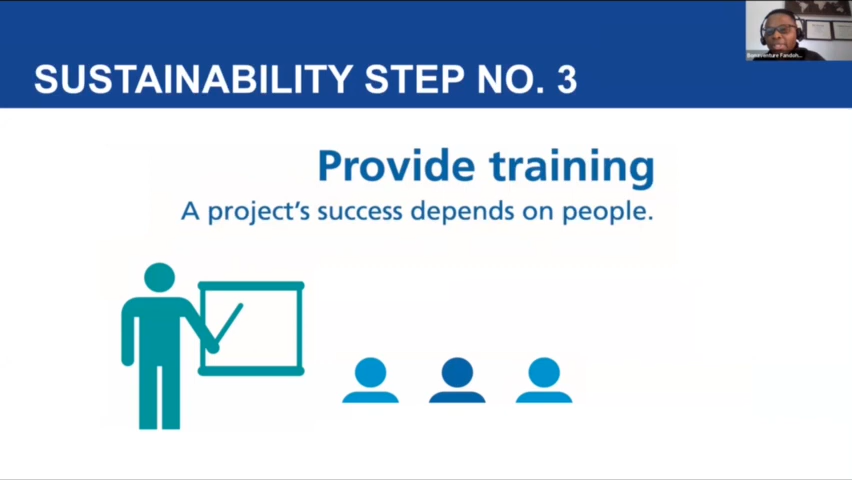 SUSTAINABILITY STEP NO. 3
Provide training
A project's success depends on people.